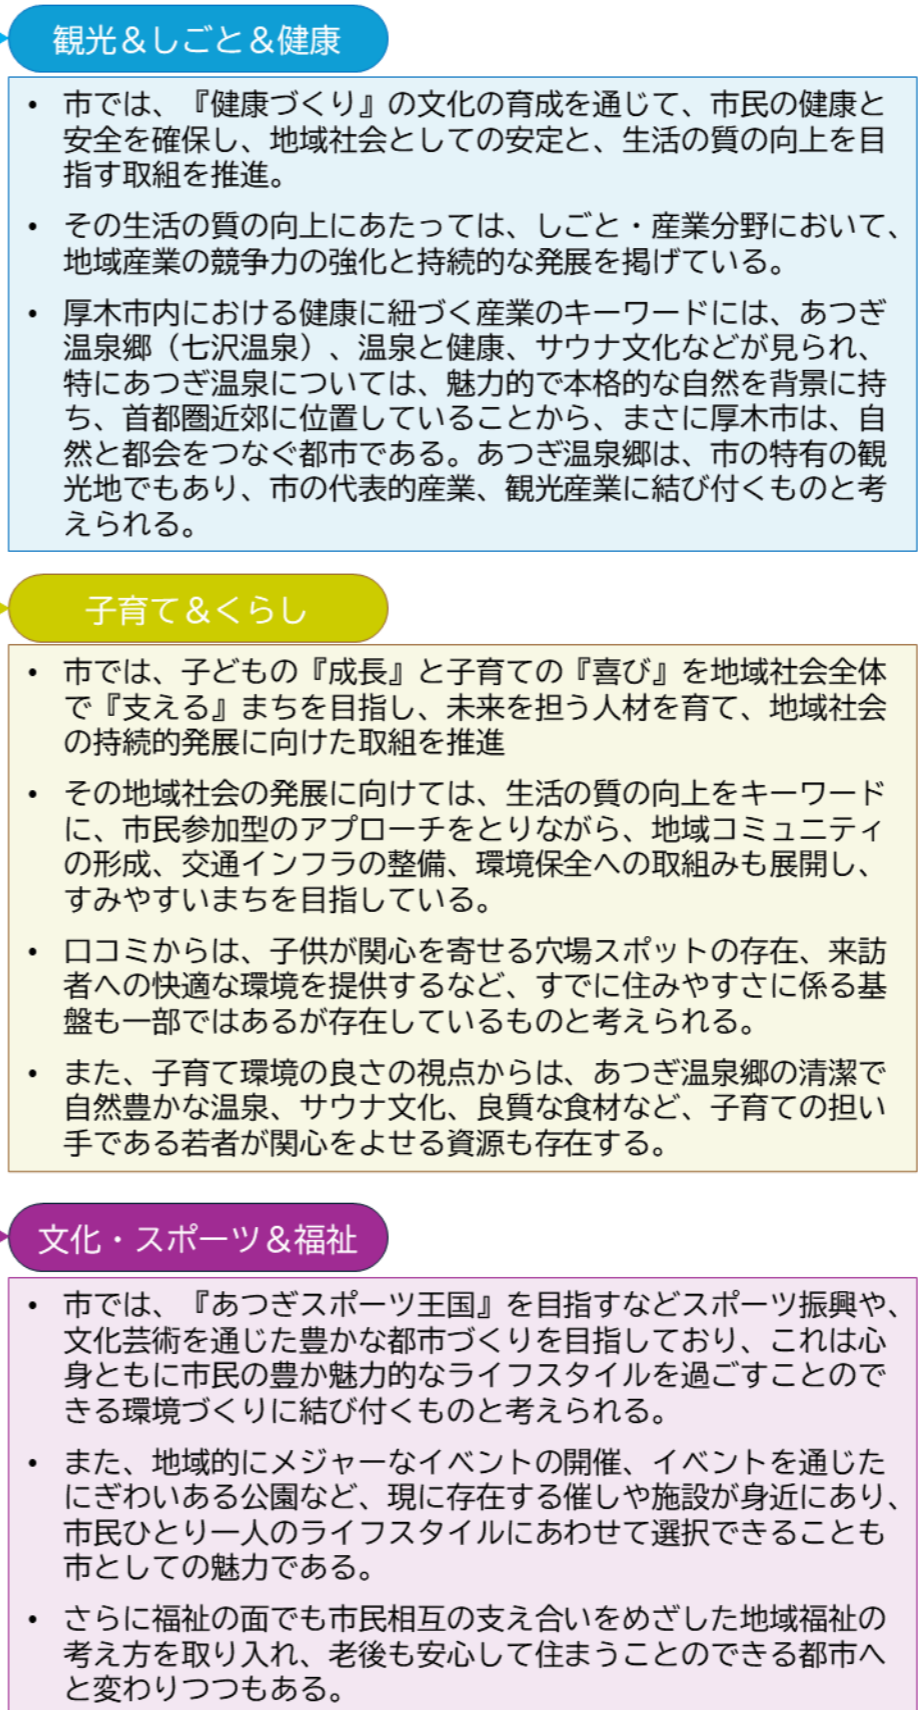 観光＆しごと＆健康
• 市では、『健康づくり』の文化の育成を通じて、市民の健康と
安全を確保し、地域社会としての安定と、生活の質の向上を目
指す取組を推進。
• その生活の質の向上にあたっては、しごと・産業分野において、
地域産業の競争力の強化と持続的な発展を掲げている。
• 厚木市内における健康に紐づく産業のキーワードには、あつぎ
温泉郷（七沢温泉）、温泉と健康、サウナ文化などが見られ、
特にあつぎ温泉については、魅力的で本格的な自然を背景に持
ち、首都圏近郊に位置していることから、まさに厚木市は、自
然と都会をつなぐ都市である。あつぎ温泉郷は、市の特有の観
光地でもあり、市の代表的産業、観光産業に結び付くものと考
えられる。
子育て＆くらし
• 市では、子どもの『成長』と子育ての『喜び』を地域社会全体
で『支える』まちを目指し、未来を担う人材を育て、地域社会
の持続的発展に向けた取組を推進
• その地域社会の発展に向けては、生活の質の向上をキーワード
に、市民参加型のアプローチをとりながら、地域コミュニティ
の形成、交通インフラの整備、環境保全への取組みも展開し、
すみやすいまちを目指している。
• 口コミからは、子供が関心を寄せる穴場スポットの存在、来訪
者への快適な環境を提供するなど、すでに住みやすさに係る基
盤も一部ではあるが存在しているものと考えられる。
• また、子育て環境の良さの視点からは、あつぎ温泉郷の清潔で
自然豊かな温泉、サウナ文化、良質な食材など、子育ての担い
手である若者が関心をよせる資源も存在する。
文化・スポーツ＆福祉
• 市では、『あつぎスポーツ王国』を目指すなどスポーツ振興や、
文化芸術を通じた豊かな都市づくりを目指しており、これは心
身ともに市民の豊か魅力的なライフスタイルを過ごすことので
きる環境づくりに結び付くものと考えられる。
• また、地域的にメジャーなイベントの開催、イベントを通じた
にぎわいある公園など、現に存在する催しや施設が身近にあり、
市民ひとり一人のライフスタイルにあわせて選択できることも
市としての魅力である。
• さらに福祉の面でも市民相互の支え合いをめざした地域福祉の
考え方を取り入れ、老後も安心して住まうことのできる都市へ
と変わりつつもある。